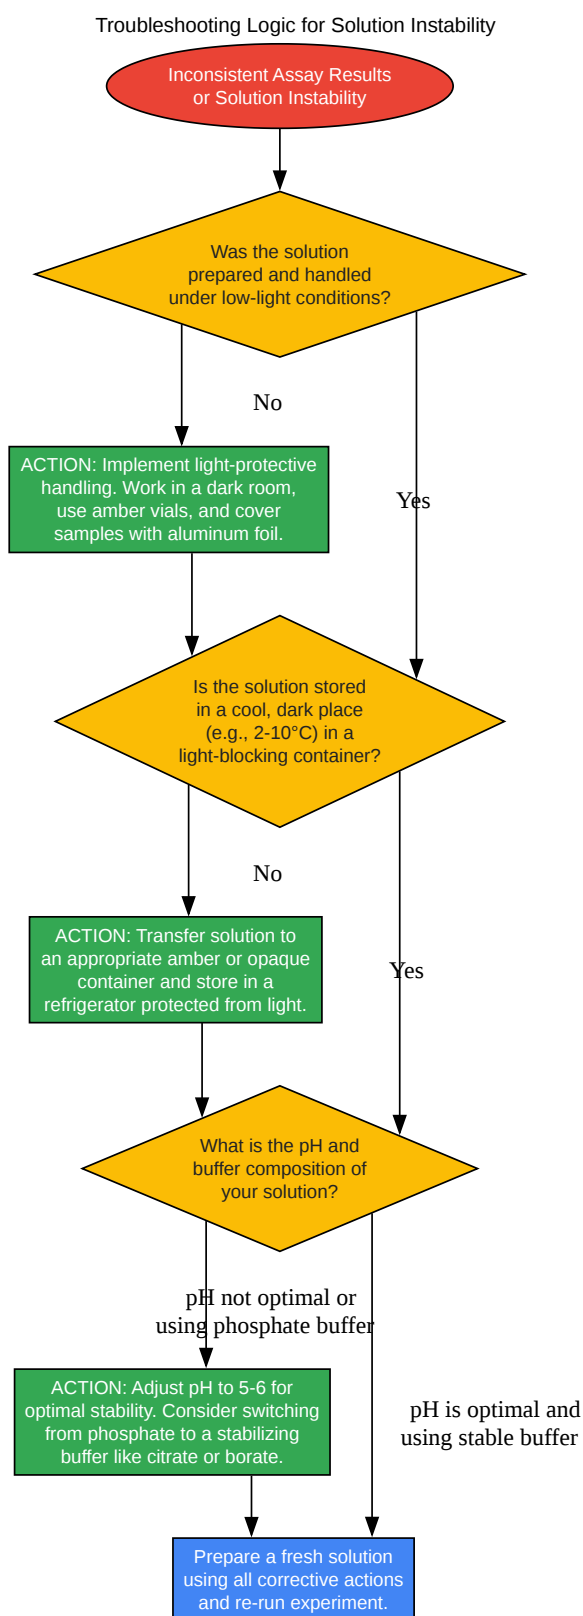 Troubleshooting Logic for Solution Instability
Inconsistent Assay Results
or Solution Instability
Was the solution
prepared and handled
under low-light conditions?
No
ACTION: Implement light-protective
handling. Work in a dark room,
use amber vials, and cover
samples with aluminum foil.
Yes
Is the solution stored
in a cool, dark place
(e.g., 2-10°C) in a
light-blocking container?
No
ACTION: Transfer solution to
an appropriate amber or opaque
container and store in a
refrigerator protected from light.
Yes
What is the pH and
buffer composition of
your solution?
pH not optimal or
using phosphate buffer
ACTION: Adjust pH to 5-6 for
optimal stability. Consider switching
from phosphate to a stabilizing
buffer like citrate or borate.
pH is optimal and
using stable buffer
Prepare a fresh solution
using all corrective actions
and re-run experiment.